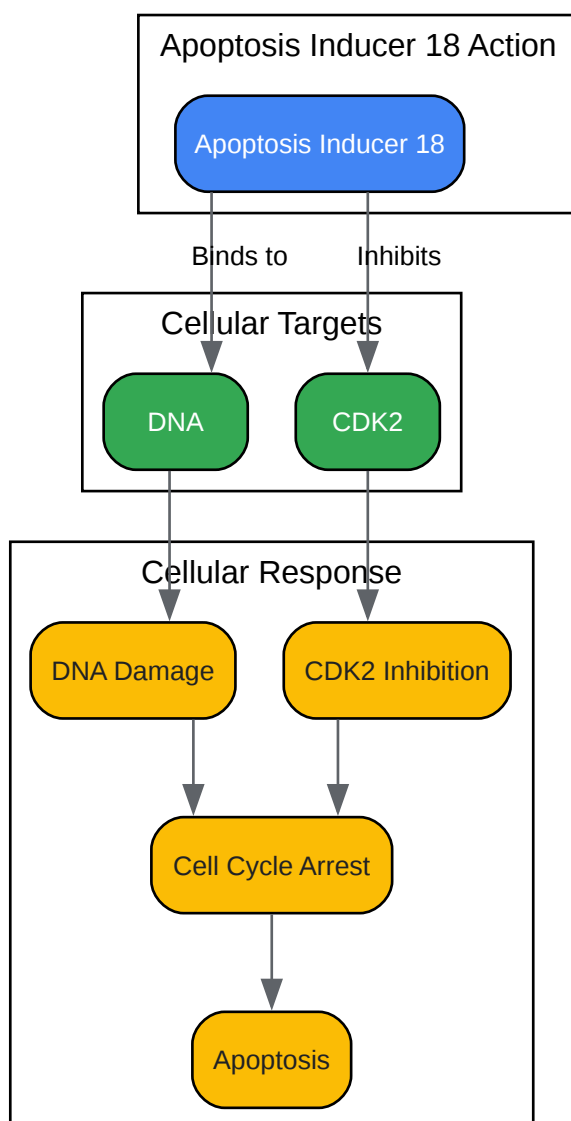 Apoptosis Inducer 18 Action
Apoptosis Inducer 18
Binds to
Inhibits
Cellular Targets
DNA
CDK2
Cellular Response
DNA Damage
CDK2 Inhibition
Cell Cycle Arrest
Apoptosis